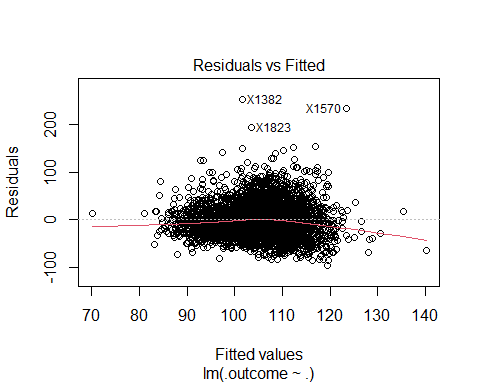 Residuals vs Fitted
X1382
X1570
X1823
Residuals
200
100
0
-100
70 80 90 100 110 120 130 140
Fitted values
lm(.outcome ~ .)